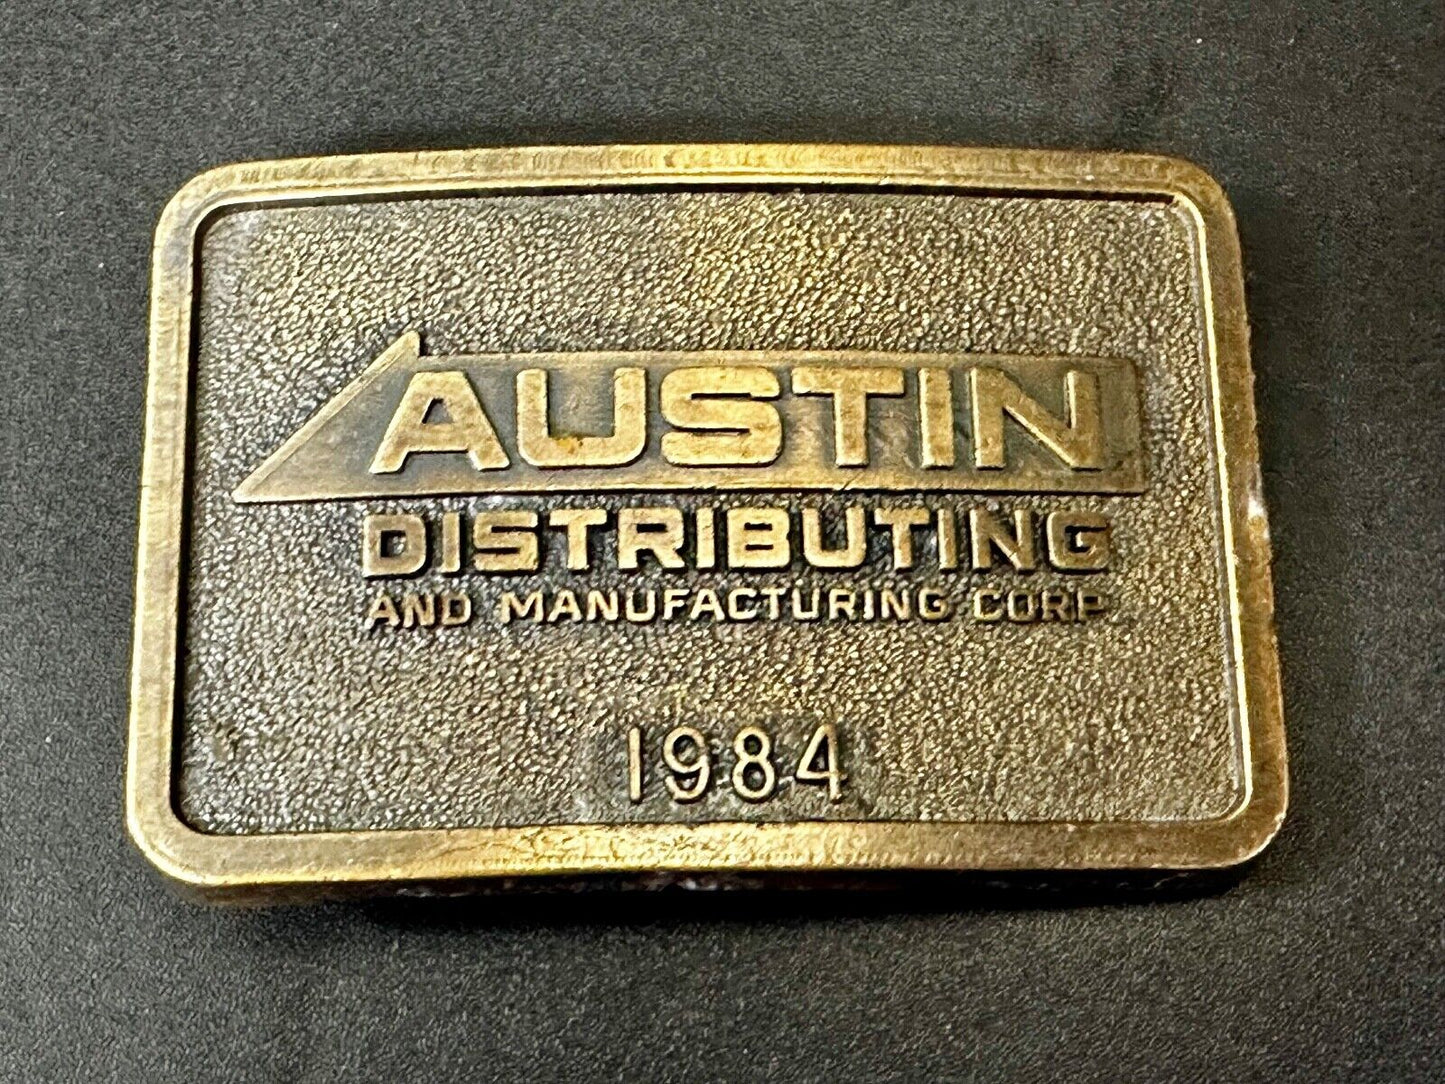 AUSTIN
DISTRIBUTING
AND MANUFACTURING CORP
1984